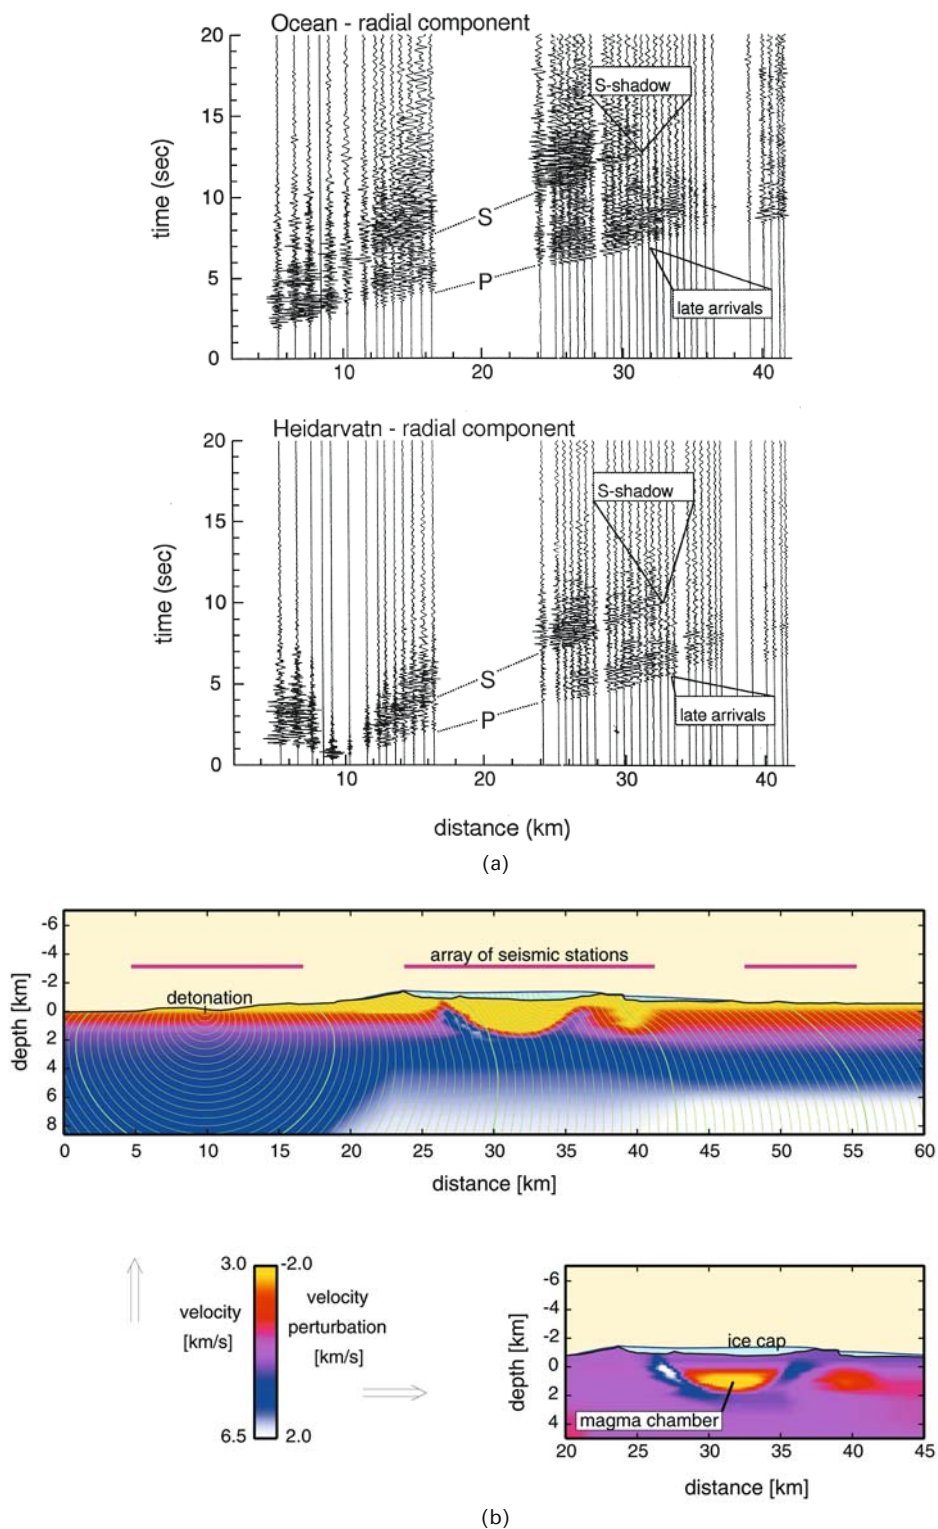 Ocean - radial component
20
15
10
5
0
time (sec)
S-shadow
S
P
late arrivals
10 20 30 40
Heidarvatn - radial component
20
15
10
5
0
time (sec)
S-shadow
S
P
late arrivals
10 20 30 40
distance (km)
(a)
-6
-4
-2
0
2
4
6
8
depth [km]
array of seismic stations
detonation
0 5 10 15 20 25 30 35 40 45 50 55 60
distance [km]
3.0 -2.0
velocity
[km/s]
velocity
perturbation
[km/s]
6.5 2.0
-6
-4
-2
0
2
4
depth [km]
ice cap
magma chamber
20 25 30 35 40 45
distance [km]
(b)